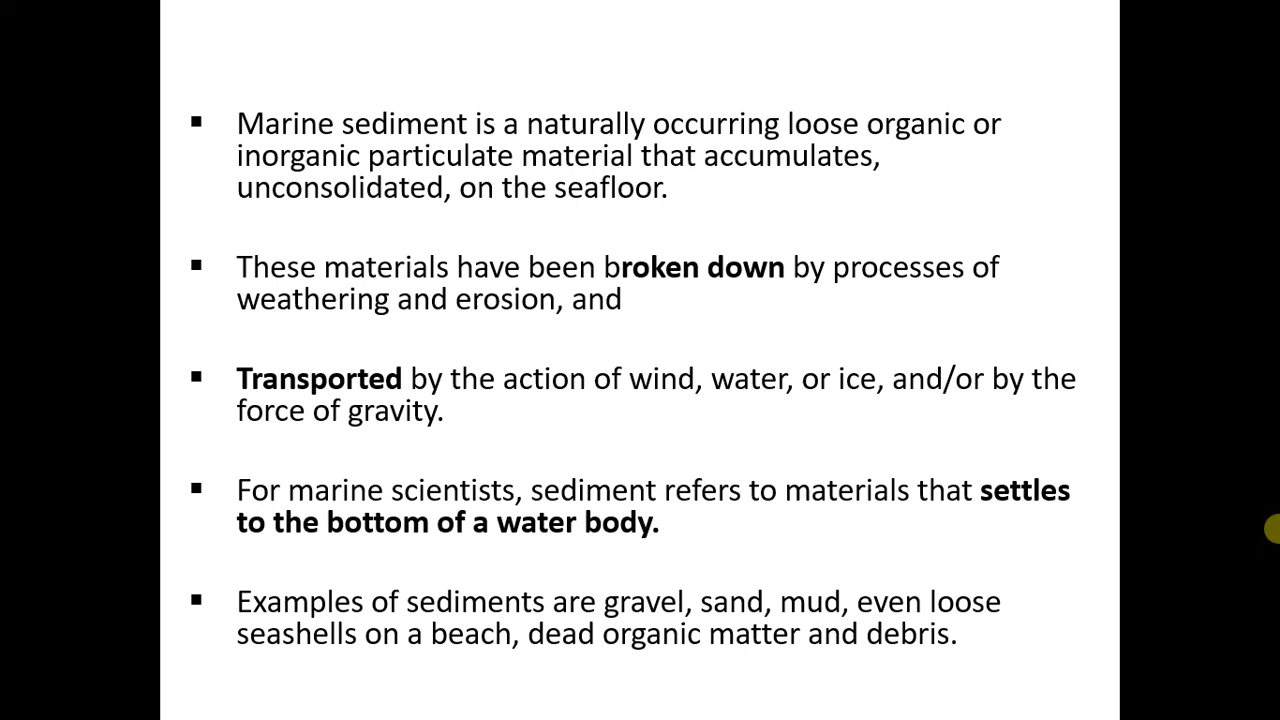 ▪ Marine sediment is a naturally occurring loose organic or
inorganic particulate material that accumulates,
unconsolidated, on the seafloor.
▪ These materials have been broken down by processes of
weathering and erosion, and
▪ Transported by the action of wind, water, or ice, and/or by the
force of gravity.
▪ For marine scientists, sediment refers to materials that settles
to the bottom of a water body.
▪ Examples of sediments are gravel, sand, mud, even loose
seashells on a beach, dead organic matter and debris.